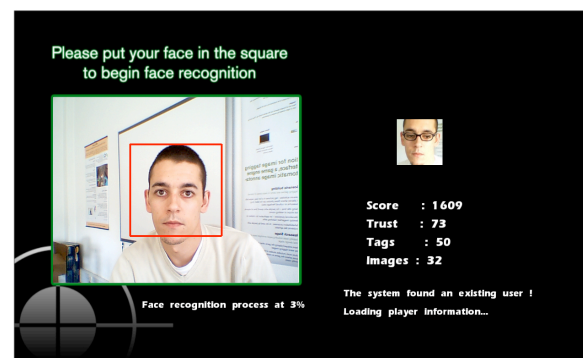 Please put your face in the square
to begin face recognition
Score : 1609
Trust : 73
Tags : 50
Images : 32
Face recognition process at 3%
The system found an existing user !
Loading player information...